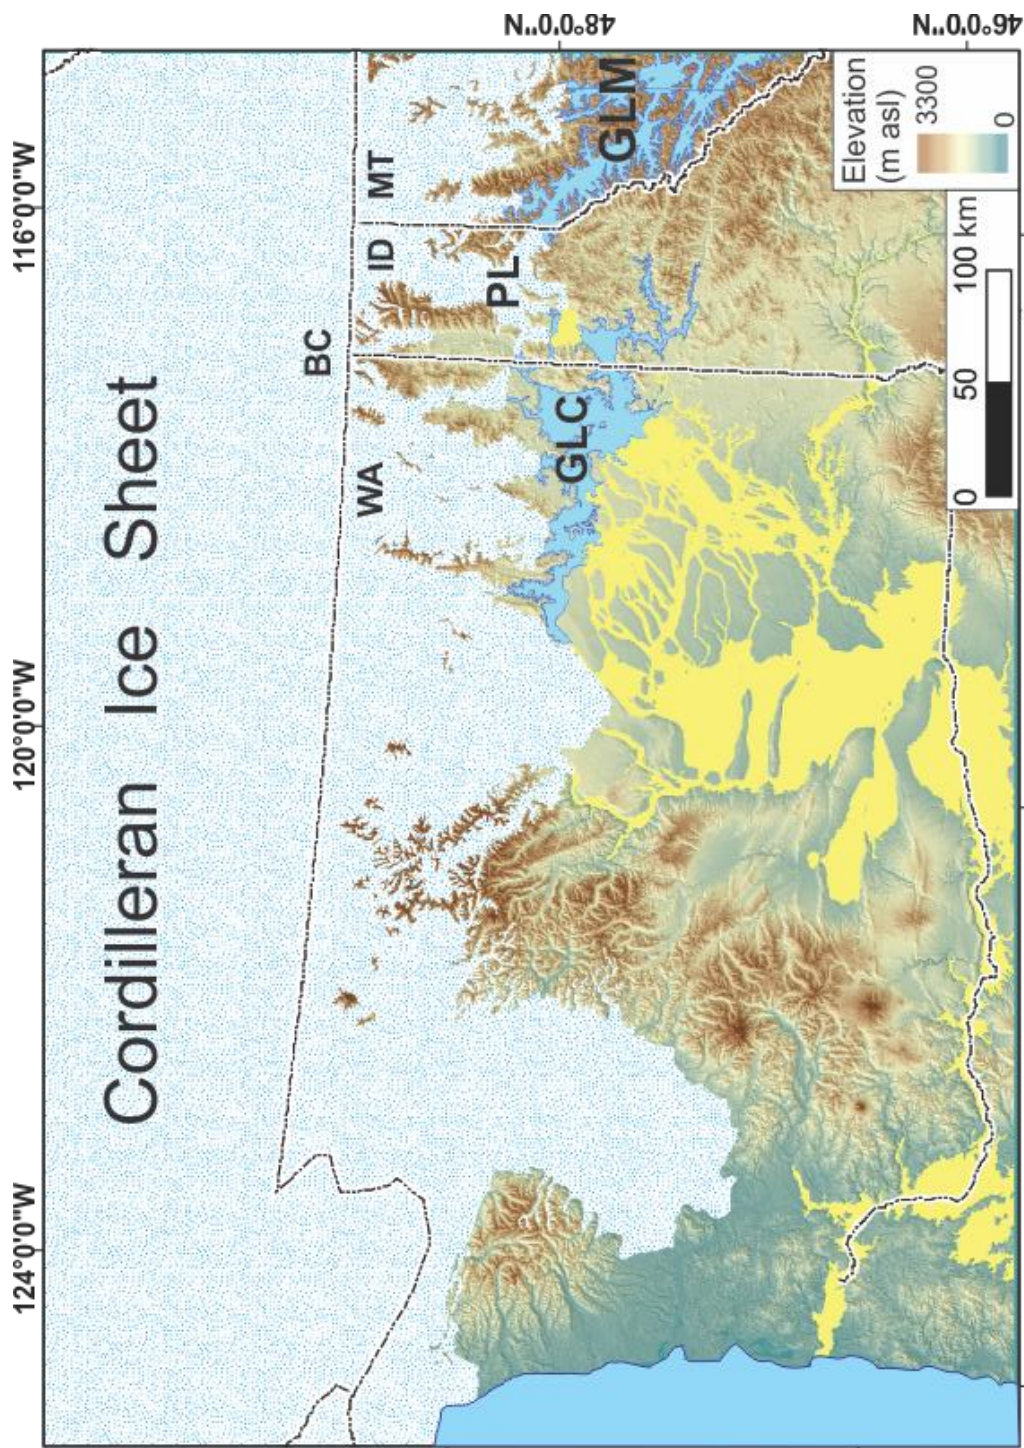 124°0'0"W
120°0'0"W
116°0'0"W
Cordilleran Ice Sheet
BC
WA
ID
MT
PL
48°0'0"N
GLC
GLM
46°0'0"N
Elevation
(m asl)
3300
0
0 50 100 km